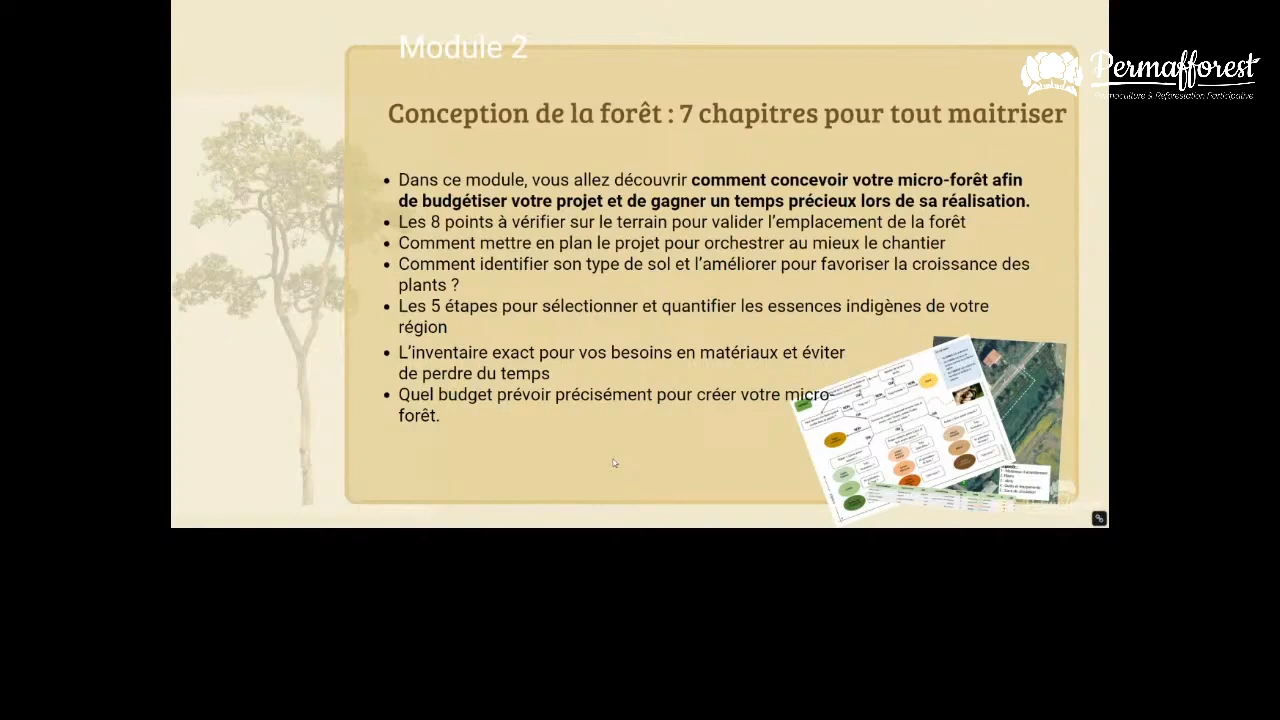 Module 2
Permafforest
Permaculture & Reforestation Participative
Conception de la forêt : 7 chapitres pour tout maitriser
• Dans ce module, vous allez découvrir comment concevoir votre micro-forêt afin
de budgétiser votre projet et de gagner un temps précieux lors de sa réalisation.
• Les 8 points à vérifier sur le terrain pour valider l’emplacement de la forêt
• Comment mettre en plan le projet pour orchestrer au mieux le chantier
• Comment identifier son type de sol et l’améliorer pour favoriser la croissance des
plants ?
• Les 5 étapes pour sélectionner et quantifier les essences indigènes de votre
région
• L’inventaire exact pour vos besoins en matériaux et éviter
de perdre du temps
• Quel budget prévoir précisément pour créer votre micro-
forêt.